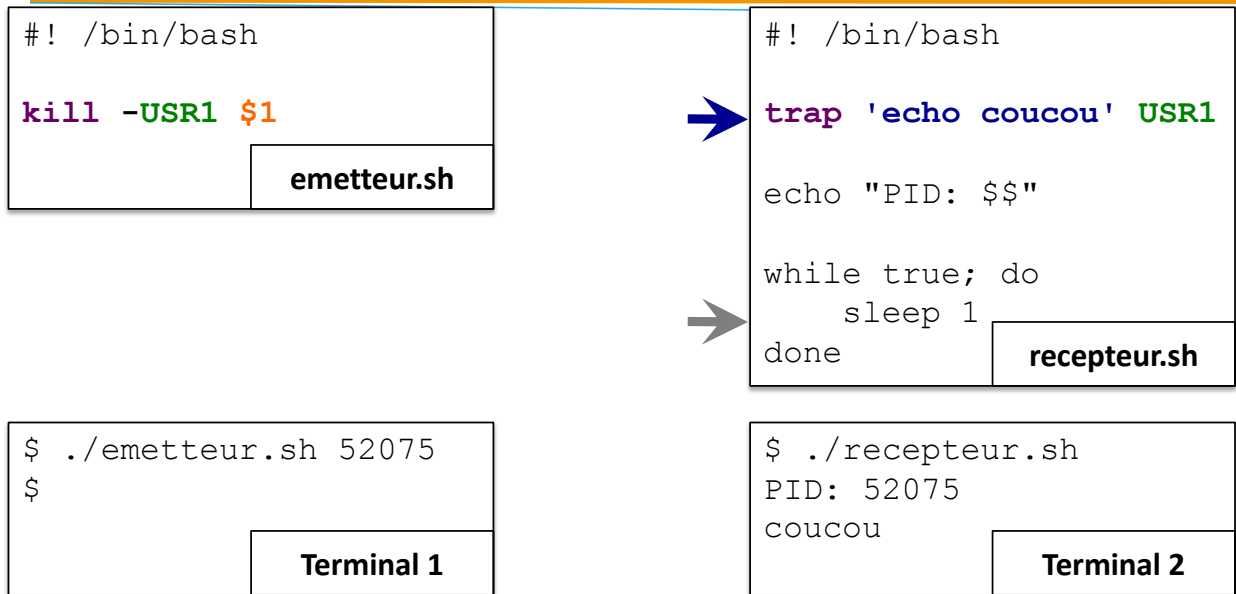 #! /bin/bash
kill -USR1 $1
emetteur.sh
#! /bin/bash
trap 'echo coucou' USR1
echo "PID: $$"
while true; do
sleep 1
done
recepteur.sh
$ ./emetteur.sh 52075
$
Terminal 1
$ ./recepteur.sh
PID: 52075
coucou
Terminal 2